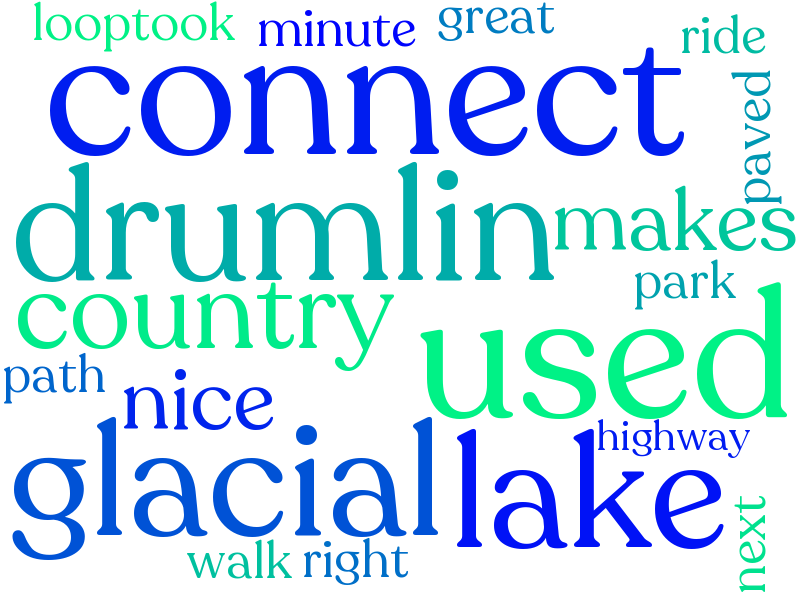 looptook minute great ride
connect
paved
drumlin
makes
park
country
used
path
nice
highway
glacial
lake
next
walk right